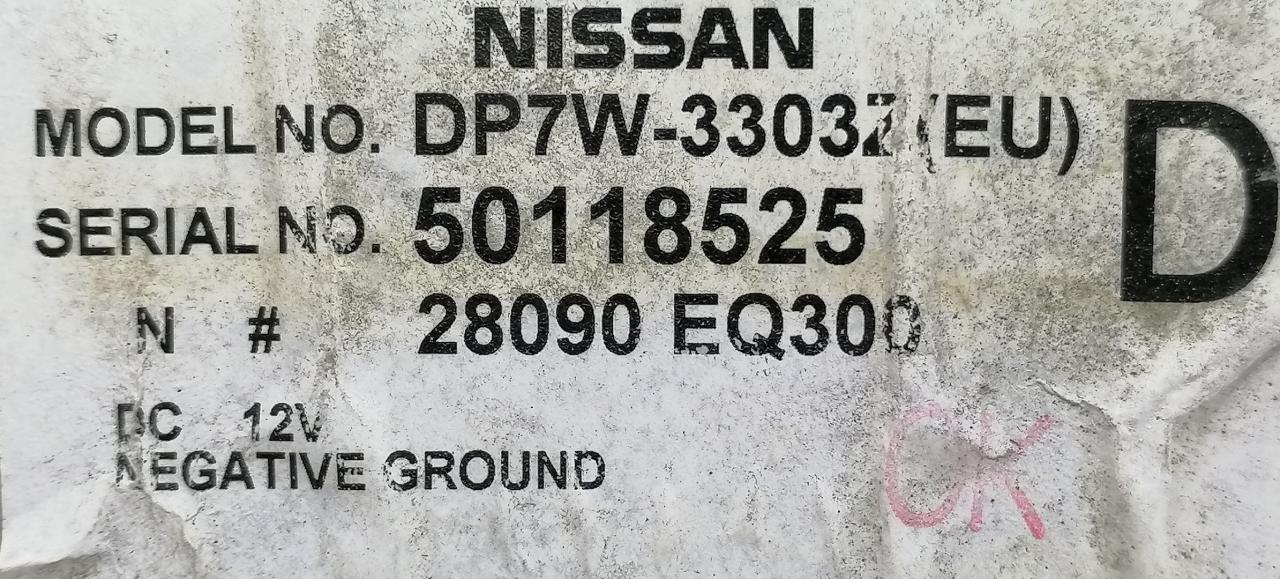 NISSAN
MODEL NO. DP7W-3303Z (EU)
D
SERIAL NO. 50118525
N # 28090 EQ300
DC 12V
NEGATIVE GROUND
OK